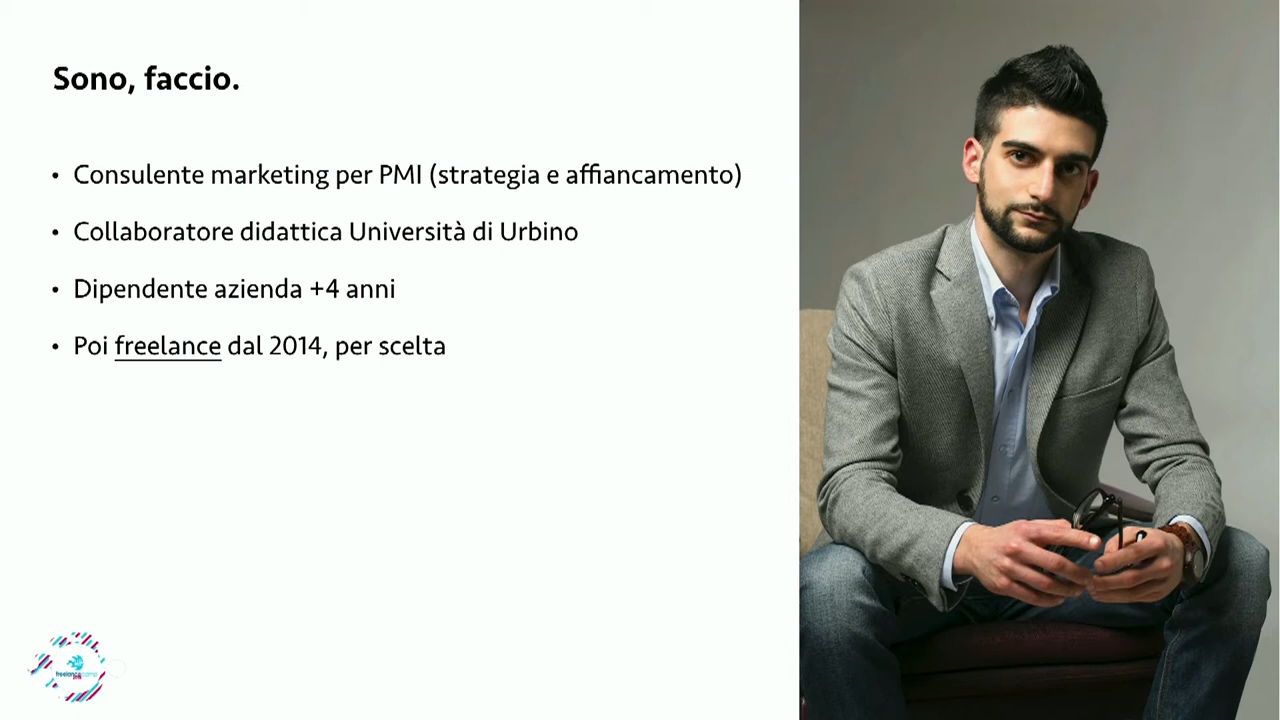 Sono, faccio.
• Consulente marketing per PMI (strategia e affiancamento)
• Collaboratore didattica Università di Urbino
• Dipendente azienda +4 anni
• Poi freelance dal 2014, per scelta
freelancecamp